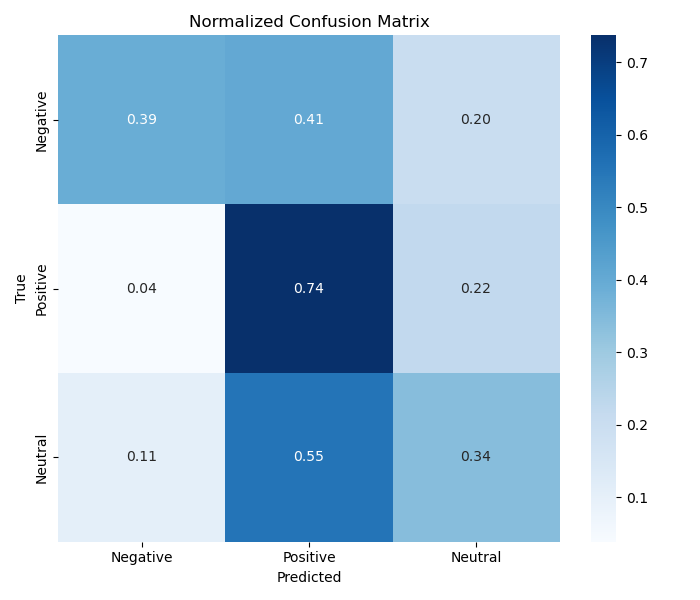 Normalized Confusion Matrix
True
Negative
0.39 0.41 0.20
Positive
0.04 0.74 0.22
Neutral
0.11 0.55 0.34
Negative Positive Neutral
Predicted
0.7
0.6
0.5
0.4
0.3
0.2
0.1